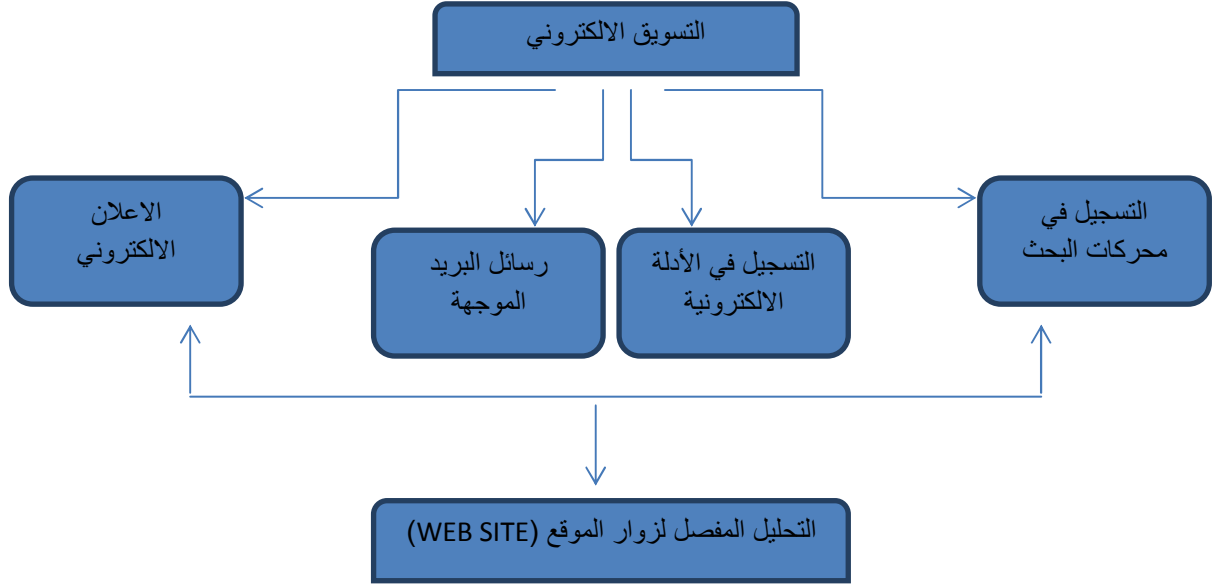 التسويق الالكتروني
التسجيل في
محركات البحث
التسجيل في الأدلة
الالكترونية
رسائل البريد
الموجهة
الاعلان
الالكتروني
التحليل المفصل لزوار الموقع (WEB SITE)